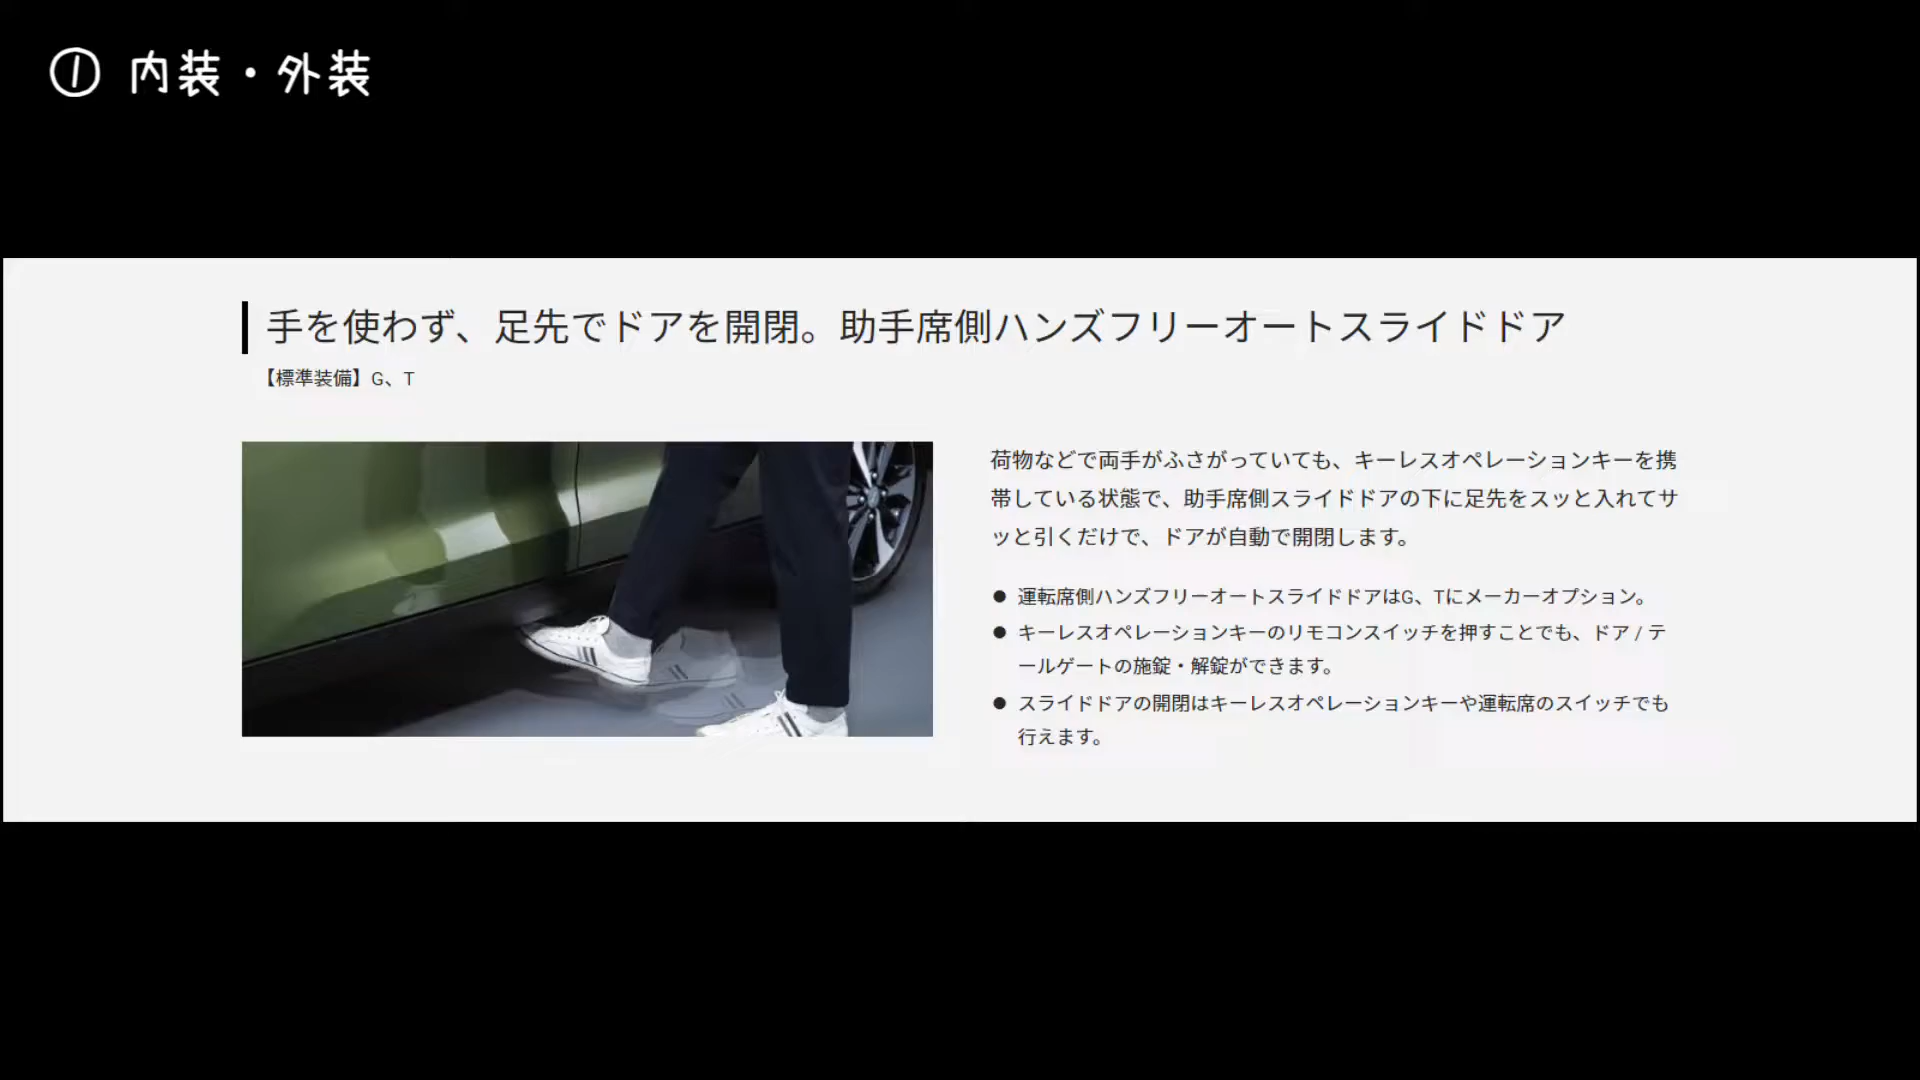 ① 内装・外装
手を使わず、足先でドアを開閉。助手席側ハンズフリーオートスライドドア
【標準装備】G、T
荷物などで両手がふさがっていても、キーレスオペレーションキーを携
帯している状態で、助手席側スライドドアの下に足先をスッと入れてサ
ッと引くだけで、ドアが自動で開閉します。
● 運転席側ハンズフリーオートスライドドアはG、Tにメーカーオプション。
● キーレスオペレーションキーのリモコンスイッチを押すことでも、ドア / テ
ールゲートの施錠・解錠ができます。
● スライドドアの開閉はキーレスオペレーションキーや運転席のスイッチでも
行えます。